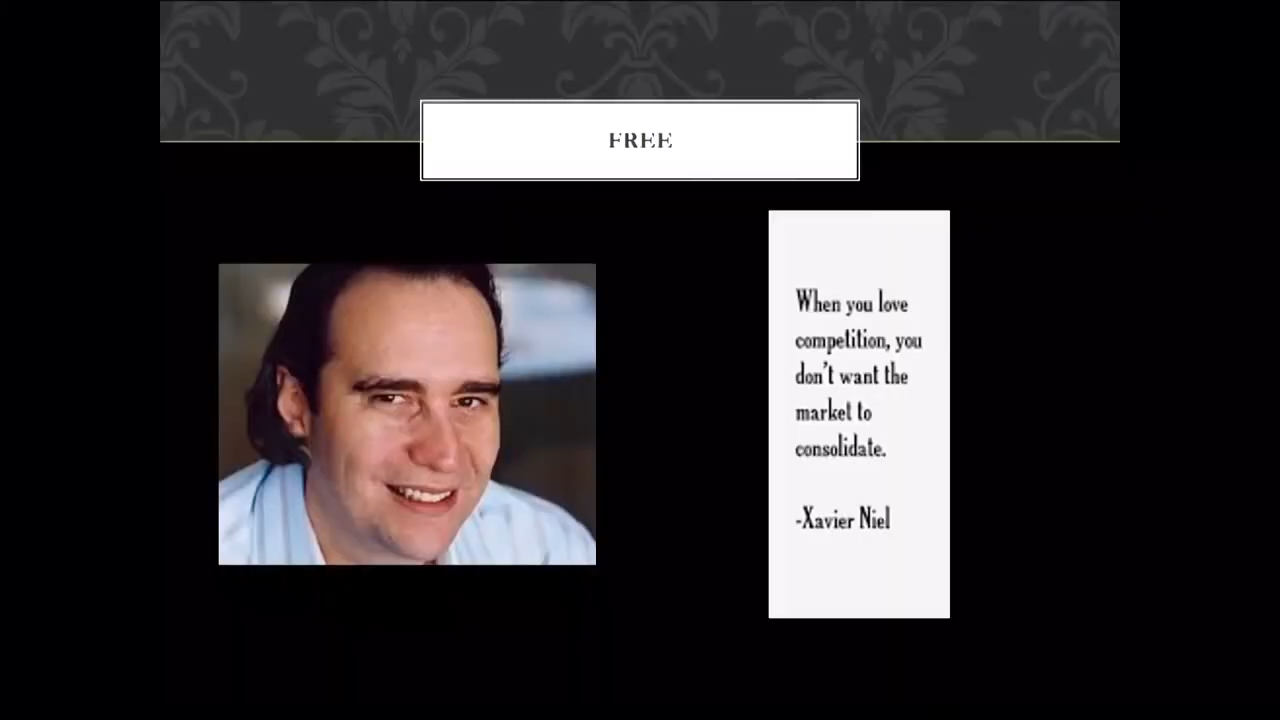 FREE
When you love
competition, you
don't want the
market to
consolidate.
-Xavier Niel